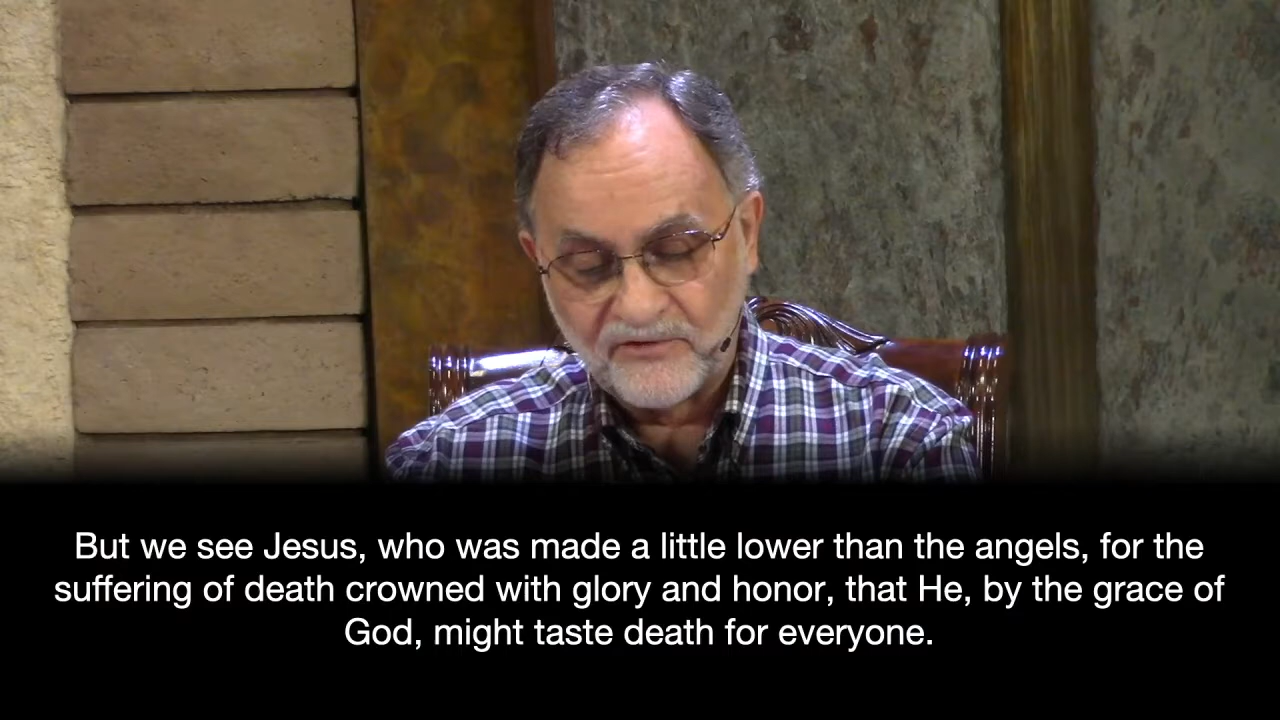 But we see Jesus, who was made a little lower than the angels, for the
suffering of death crowned with glory and honor, that He, by the grace of
God, might taste death for everyone.